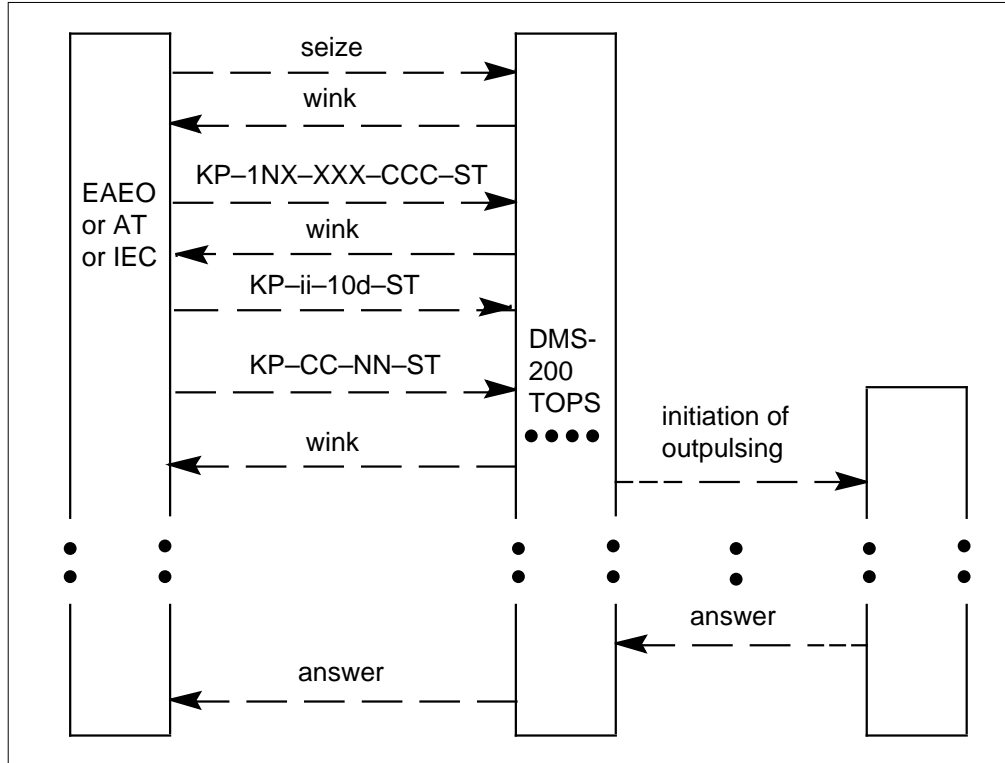 seize
wink
KP–1NX–XXX–CCC–ST
EAEO
or AT
or IEC
wink
KP–ii–10d–ST
KP–CC–NN–ST
DMS-
200
TOPS
wink
initiation of
outpulsing
answer
answer